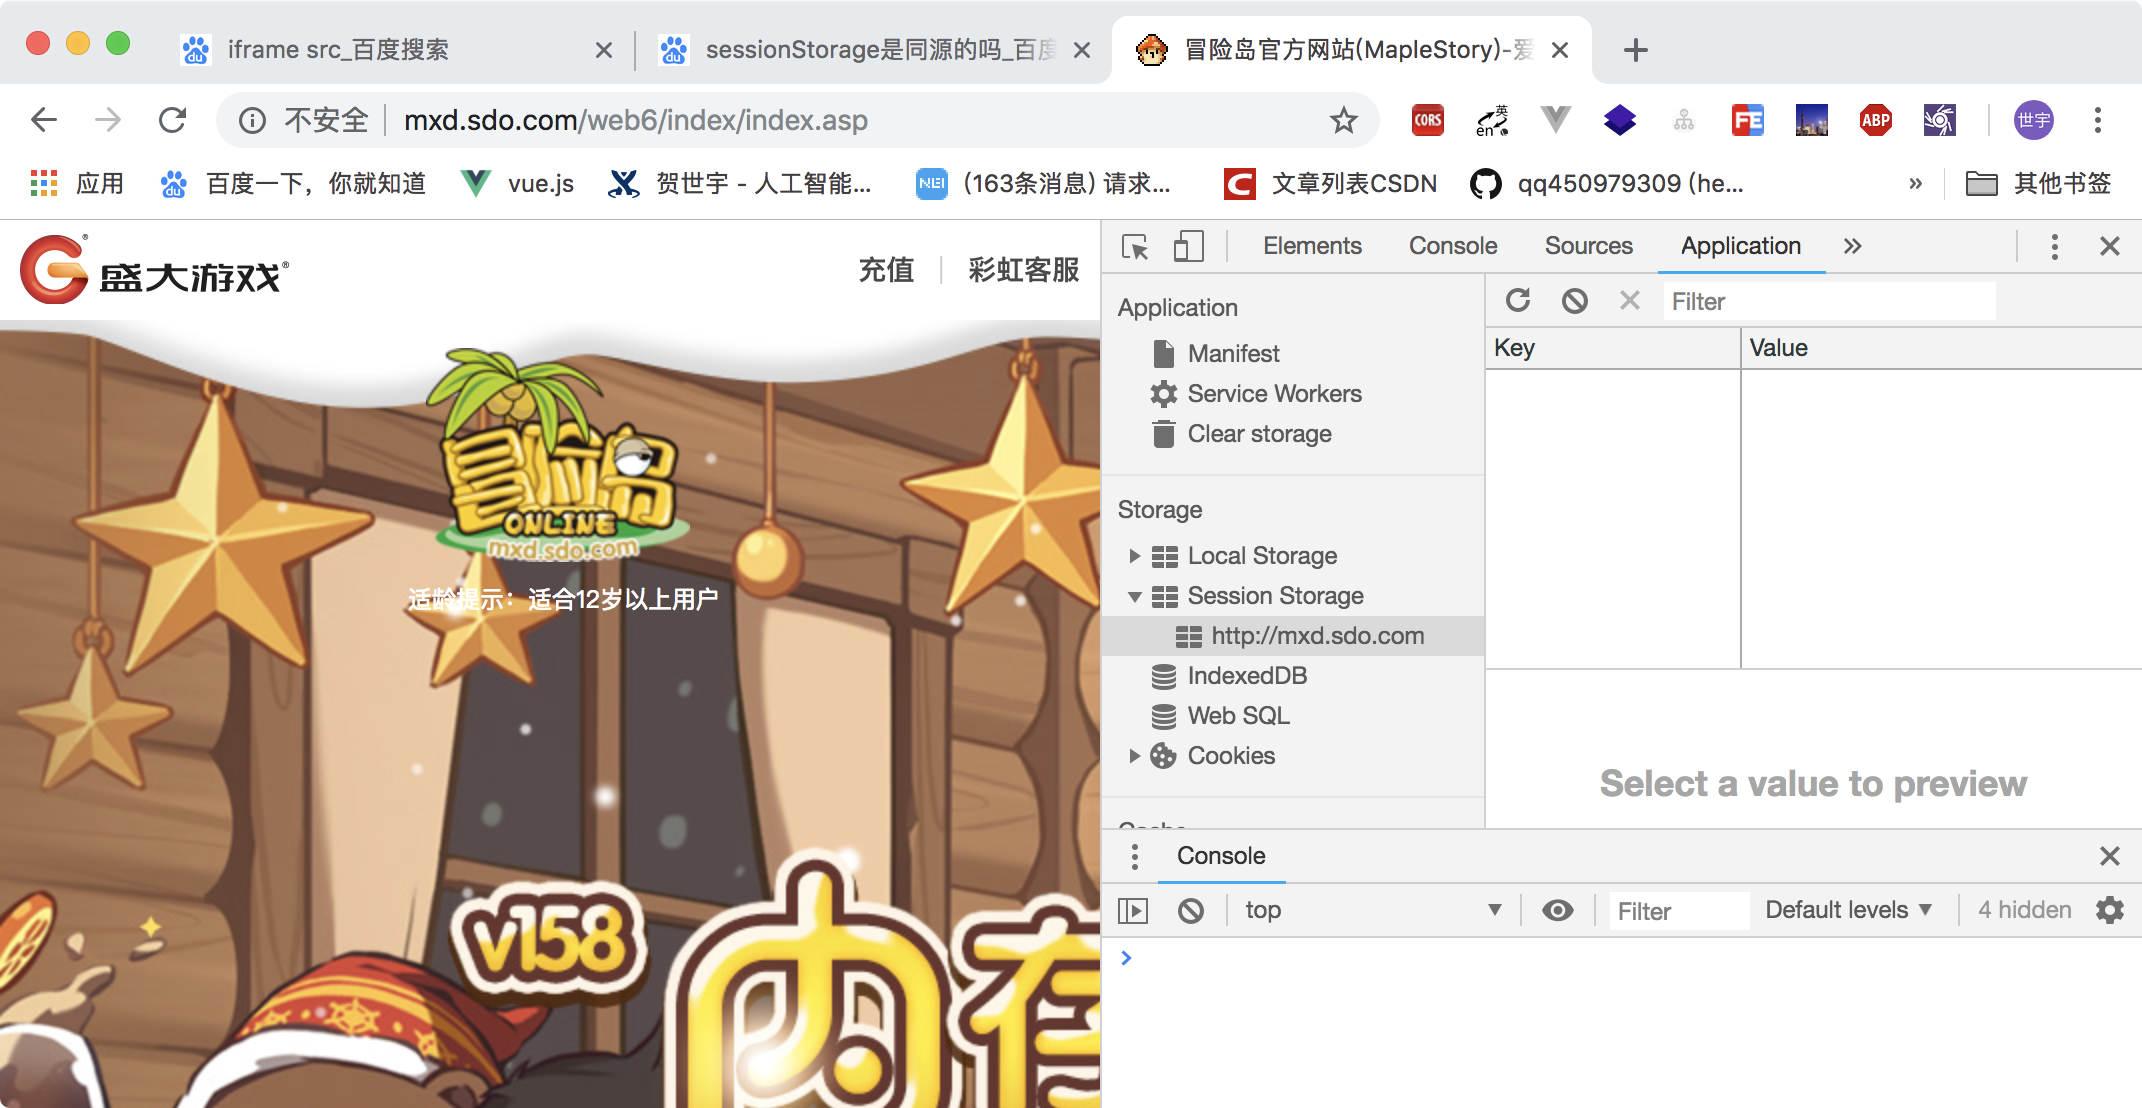 iframe src_百度搜索
sessionStorage是同源的吗_百度
冒险岛官方网站(MapleStory)-爱
不安全 mxd.sdo.com/web6/index/index.asp
CORS
英
en
FE
ABP
世宇
应用
百度一下，你就知道
vue.js
贺世宇 - 人工智能...
NEI
(163条消息) 请求...
C
文章列表CSDN
qq450979309 (he...
»
其他书签
盛大游戏®
充值
彩虹客服
冒险岛
ONLINE
mxd.sdo.com
适龄提示：适合12岁以上用户
v158
内存
Elements
Console
Sources
Application
»
Application
Manifest
Service Workers
Clear storage
Storage
Local Storage
Session Storage
http://mxd.sdo.com
IndexedDB
Web SQL
Cookies
Cache
Filter
Key
Value
Select a value to preview
Console
top
Filter
Default levels
4 hidden